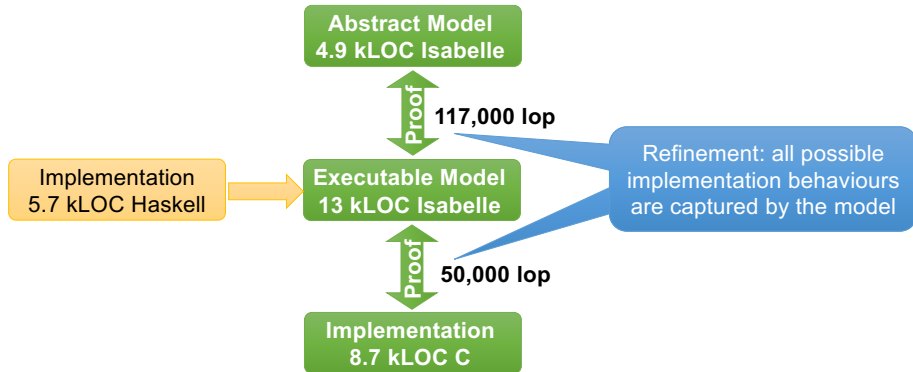 Abstract Model
4.9 kLOC Isabelle
Proof
117,000 lop
Implementation
5.7 kLOC Haskell
Executable Model
13 kLOC Isabelle
Refinement: all possible
implementation behaviours
are captured by the model
Proof
50,000 lop
Implementation
8.7 kLOC C